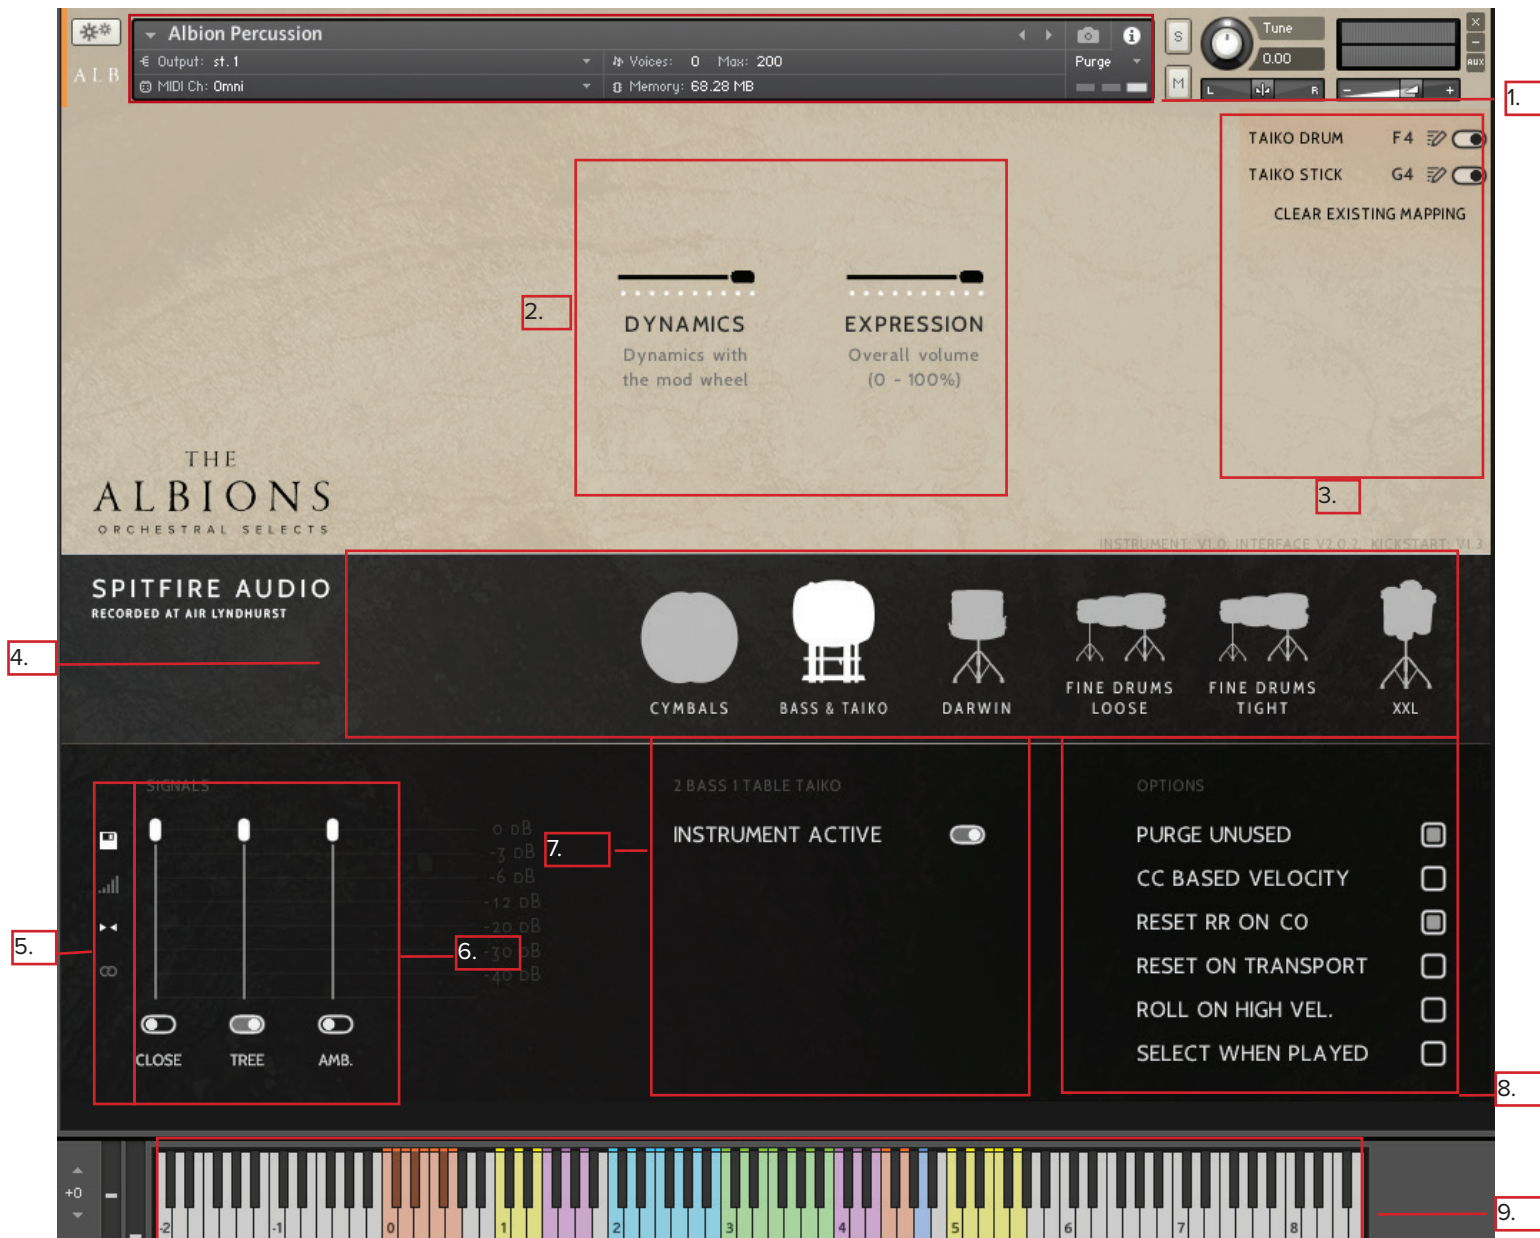 Albion Percussion
S
Tune
X
-
ALB
Output: st. 1
Voices: 0 Max: 200
Purge
0.00
AUX
MIDI Ch: Omni
Memory: 68.28 MB
M
L
R
-
+
1.
TAIKO DRUM F4
TAIKO STICK G4
CLEAR EXISTING MAPPING
2.
DYNAMICS
EXPRESSION
Dynamics with
the mod wheel
Overall volume
(0 - 100%)
3.
THE
ALBIONS
ORCHESTRAL SELECTS
INSTRUMENT: V1.0, INTERFACE V2.0.2, KICKSTART: V1.3
SPITFIRE AUDIO
RECORDED AT AIR LYNDHURST
4.
CYMBALS
BASS & TAIKO
DARWIN
FINE DRUMS
LOOSE
FINE DRUMS
TIGHT
XXL
SIGNALS
0 DB
-3 DB
-6 DB
-12 DB
-20 DB
-30 DB
-40 DB
5.
6.
CLOSE
TREE
AMB.
7.
2 BASS 1 TABLE TAIKO
INSTRUMENT ACTIVE
OPTIONS
PURGE UNUSED
CC BASED VELOCITY
RESET RR ON C0
RESET ON TRANSPORT
ROLL ON HIGH VEL.
SELECT WHEN PLAYED
8.
+0
-2
-1
0
1
2
3
4
5
6
7
8
9.